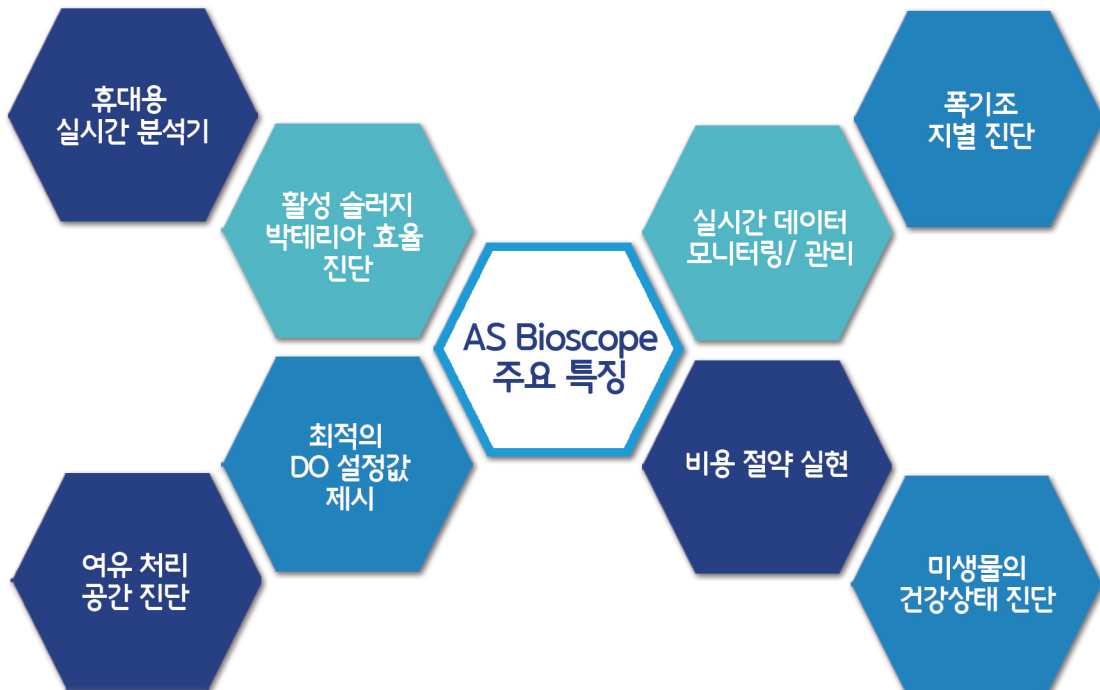 휴대용
실시간 분석기
폭기조
지별 진단
활성 슬러지
박테리아 효율
진단
실시간 데이터
모니터링/ 관리
AS Bioscope
주요 특징
최적의
DO 설정값
제시
비용 절약 실현
여유 처리
공간 진단
미생물의
건강상태 진단